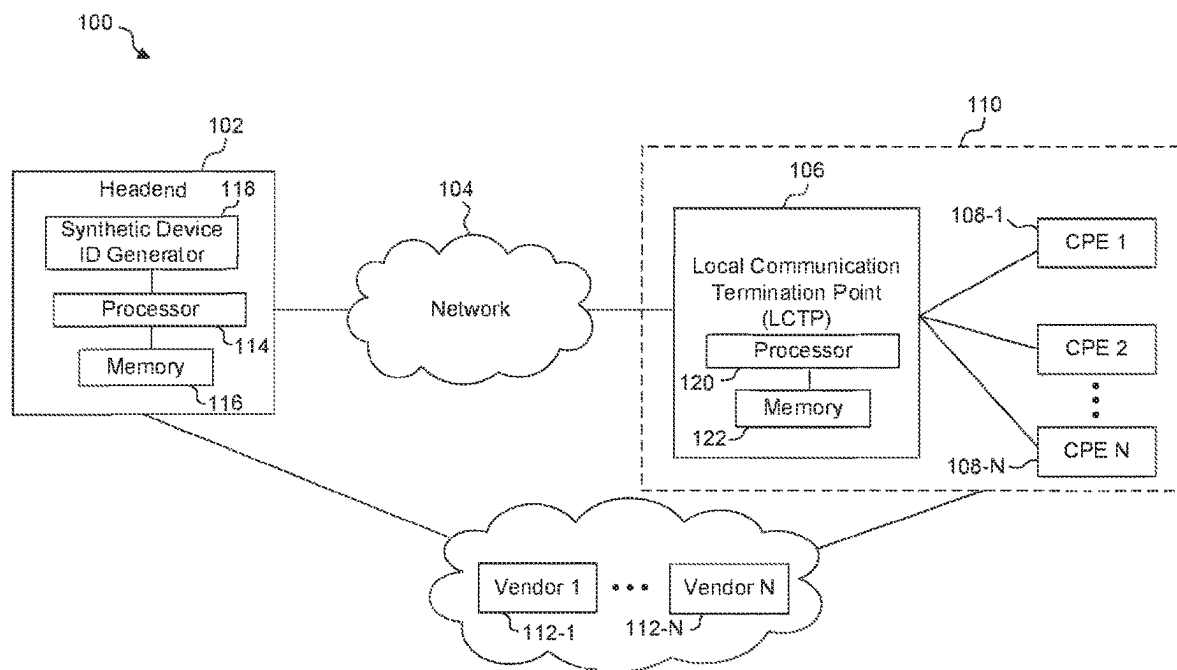 100
110
102
Headend
118
Synthetic Device
ID Generator
Processor
114
Memory
116
104
Network
106
Local Communication
Termination Point
(LCTP)
Processor
120
Memory
122
108-1
CPE 1
CPE 2
CPE N
108-N
Vendor 1
Vendor N
112-1
112-N